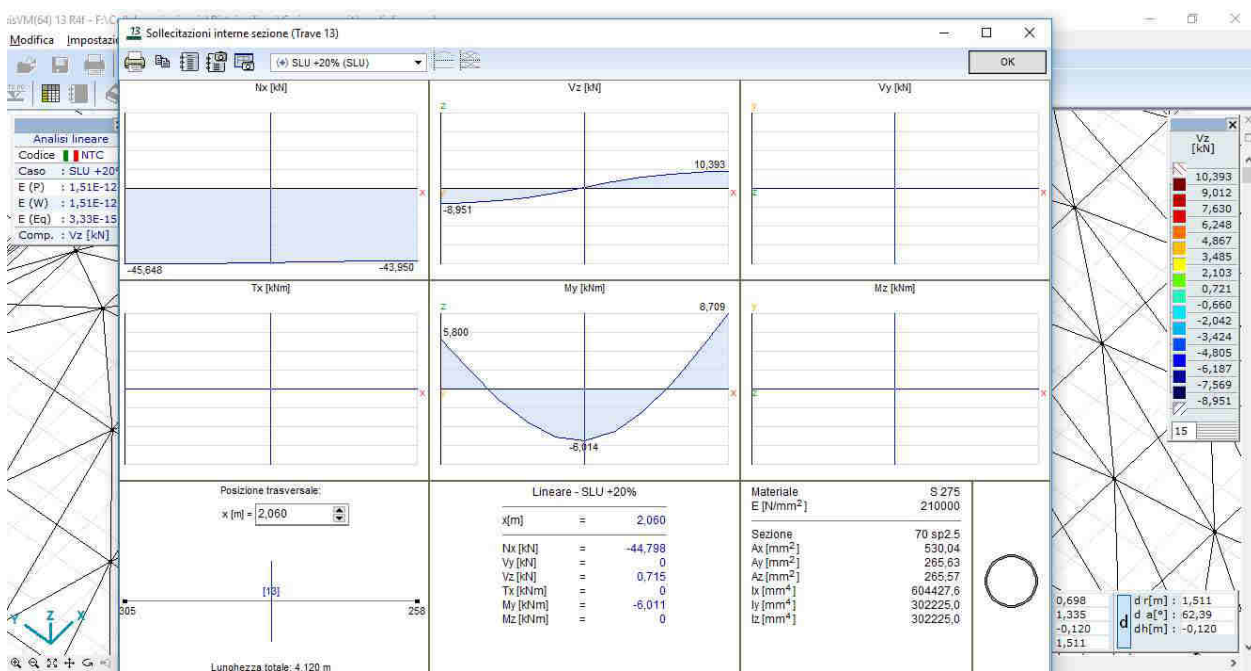 isVM(64) 13 R4f - F:\C
Modifica Impostazi
13 Sollecitazioni interne sezione (Trave 13)
(+) SLU +20% (SLU)
OK
Nx [kN]
x
-45,648
-43,950
Vz [kN]
z
10,393
y
x
-8,951
Vy [kN]
y
z
x
Tx [kNm]
x
My [kNm]
z
8,709
5,800
y
x
-6,014
Mz [kNm]
y
z
x
Posizione trasversale:
x [m] = 2,060
[13]
305
258
Lunghezza totale: 4,120 m
Lineare - SLU +20%
x[m] = 2,060
Nx [kN] = -44,798
Vy [kN] = 0
Vz [kN] = 0,715
Tx [kNm] = 0
My [kNm] = -6,011
Mz [kNm] = 0
Materiale S 275
E [N/mm²] 210000
Sezione 70 sp2.5
Ax [mm²] 530,04
Ay [mm²] 265,63
Az [mm²] 265,57
Ix [mm⁴] 604427,6
Iy [mm⁴] 302225,0
Iz [mm⁴] 302225,0
Analisi lineare
Codice NTC
Caso : SLU +20%
E (P) : 1,51E-12
E (W) : 1,51E-12
E (Eq) : 3,33E-15
Comp. : Vz [kN]
Y Z X
Vz
[kN]
10,393
9,012
7,630
6,248
4,867
3,485
2,103
0,721
-0,660
-2,042
-3,424
-4,805
-6,187
-7,569
-8,951
15
0,698
1,335
-0,120
1,511
d
d r[m] : 1,511
d a[°] : 62,39
dh[m] : -0,120